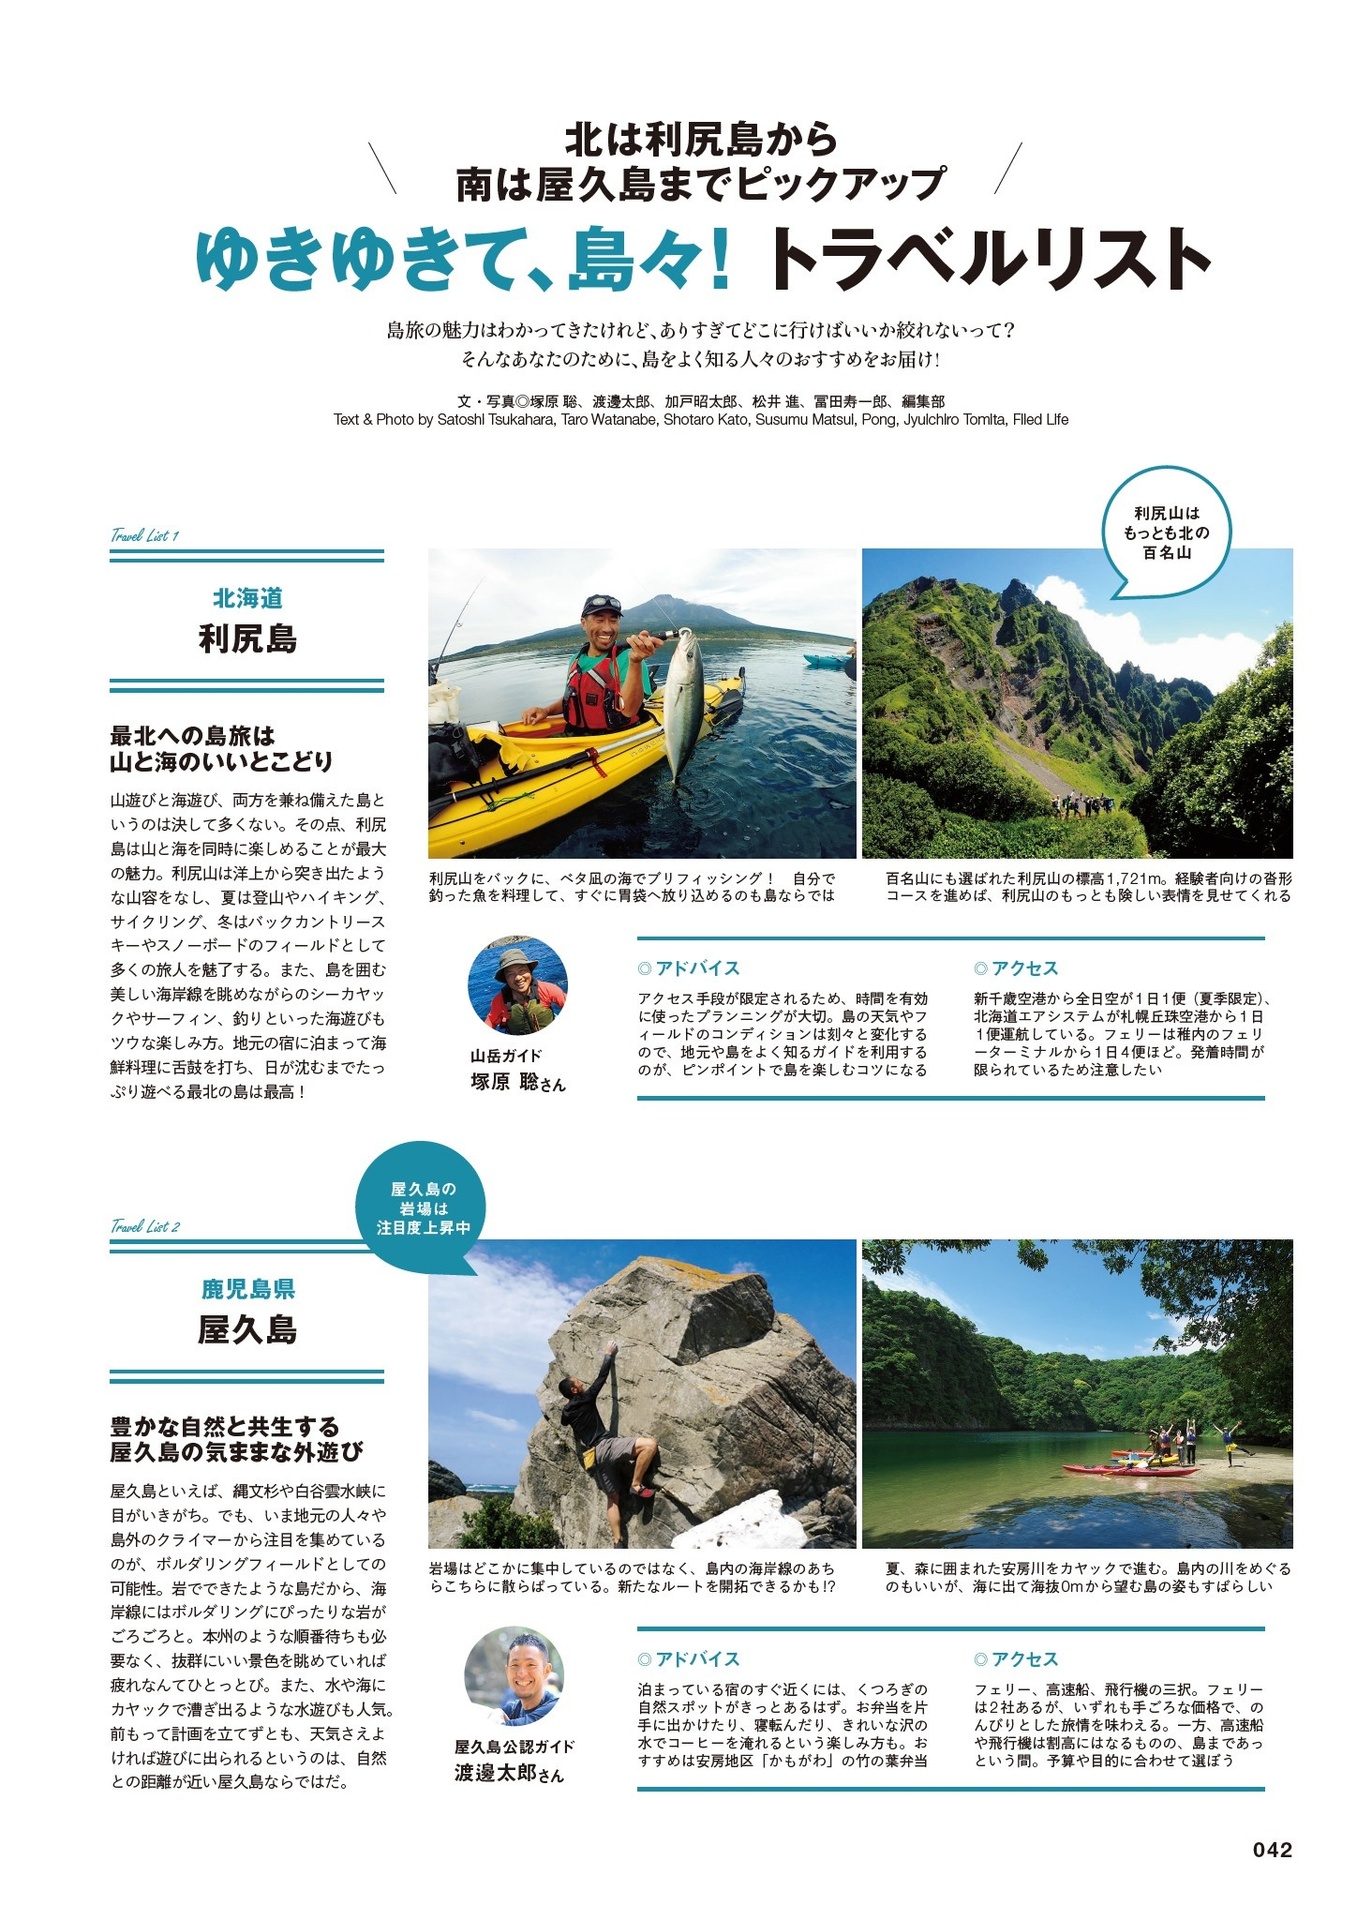 北は利尻島から
南は屋久島までピックアップ
ゆきゆきて、島々! トラベルリスト
島旅の魅力はわかってきたけれど、ありすぎてどこに行けばいいか絞れないって?
そんなあなたのために、島をよく知る人々のおすすめをお届け!
文・写真◎塚原 聡、渡邊太郎、加戸昭太郎、松井 進、冨田寿一郎、編集部
Text & Photo by Satoshi Tsukahara, Taro Watanabe, Shotaro Kato, Susumu Matsui, Pong, Jyuichiro Tomita, Flied Life
Travel List 1
北海道
利尻島
最北への島旅は
山と海のいいとこどり
山遊びと海遊び、両方を兼ね備えた島と
いうのは決して多くない。その点、利尻
島は山と海を同時に楽しめることが最大
の魅力。利尻山は洋上から突き出たよう
な山容をなし、夏は登山やハイキング、
サイクリング、冬はバックカントリース
キーやスノーボードのフィールドとして
多くの旅人を魅了する。また、島を囲む
美しい海岸線を眺めながらのシーカヤッ
クやサーフィン、釣りといった海遊びも
ツウな楽しみ方。地元の宿に泊まって海
鮮料理に舌鼓を打ち、日が沈むまでたっ
ぷり遊べる最北の島は最高!
利尻山は
もっとも北の
百名山
利尻山をバックに、ベタ凪の海でブリフィッシング! 自分で
釣った魚を料理して、すぐに胃袋へ放り込めるのも島ならでは
百名山にも選ばれた利尻山の標高1,721m。経験者向けの沓形
コースを進めば、利尻山のもっとも険しい表情を見せてくれる
山岳ガイド
塚原 聡さん
◎アドバイス
アクセス手段が限定されるため、時間を有効
に使ったプランニングが大切。島の天気やフ
ィールドのコンディションは刻々と変化する
ので、地元や島をよく知るガイドを利用する
のが、ピンポイントで島を楽しむコツになる
◎アクセス
新千歳空港から全日空が1日1便(夏季限定)、
北海道エアシステムが札幌丘珠空港から1日
1便運航している。フェリーは稚内のフェリ
ーターミナルから1日4便ほど。発着時間が
限られているため注意したい
Travel List 2
鹿児島県
屋久島
豊かな自然と共生する
屋久島の気ままな外遊び
屋久島といえば、縄文杉や白谷雲水峡に
目がいきがち。でも、いま地元の人々や
島外のクライマーから注目を集めている
のが、ボルダリングフィールドとしての
可能性。岩でできたような島だから、海
岸線にはボルダリングにぴったりな岩が
ごろごろと。本州のような順番待ちも必
要なく、抜群にいい景色を眺めていれば
疲れなんてひとっとび。また、水や海に
カヤックで漕ぎ出るような水遊びも人気。
前もって計画を立てずとも、天気さえよ
ければ遊びに出られるというのは、自然
との距離が近い屋久島ならではだ。
屋久島の
岩場は
注目度上昇中
岩場はどこかに集中しているのではなく、島内の海岸線のあち
らこちらに散らばっている。新たなルートを開拓できるかも!?
夏、森に囲まれた安房川をカヤックで進む。島内の川をめぐる
のもいいが、海に出て海抜0mから望む島の姿もすばらしい
屋久島公認ガイド
渡邊太郎さん
◎アドバイス
泊まっている宿のすぐ近くには、くつろぎの
自然スポットがきっとあるはず。お弁当を片
手に出かけたり、寝転んだり、きれいな沢の
水でコーヒーを淹れるという楽しみ方も。お
すすめは安房地区「かもがわ」の竹の葉弁当
◎アクセス
フェリー、高速船、飛行機の三択。フェリー
は2社あるが、いずれも手ごろな価格で、の
んびりとした旅情を味わえる。一方、高速船
や飛行機は割高にはなるものの、島まであっ
という間。予算や目的に合わせて選ぼう
042